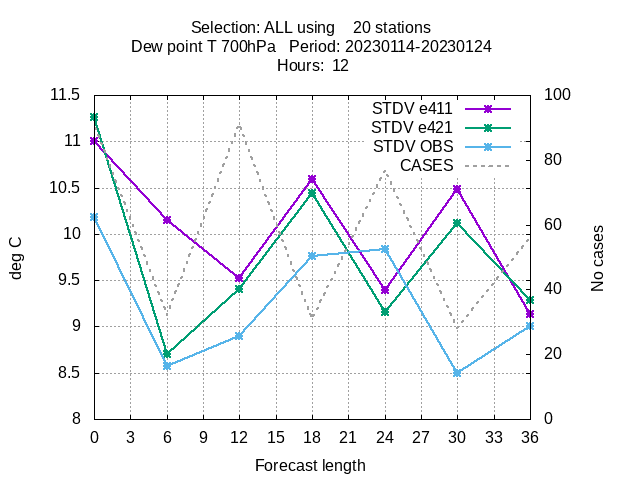 Selection: ALL using    20 stations
Dew point T 700hPa   Period: 20230114-20230124
Hours:  12
11.5
11
10.5
10
9.5
9
8.5
8
100
80
60
40
20
0
STDV e411
STDV e421
STDV OBS
CASES
deg C
No cases
0 3 6 9 12 15 18 21 24 27 30 33 36
Forecast length